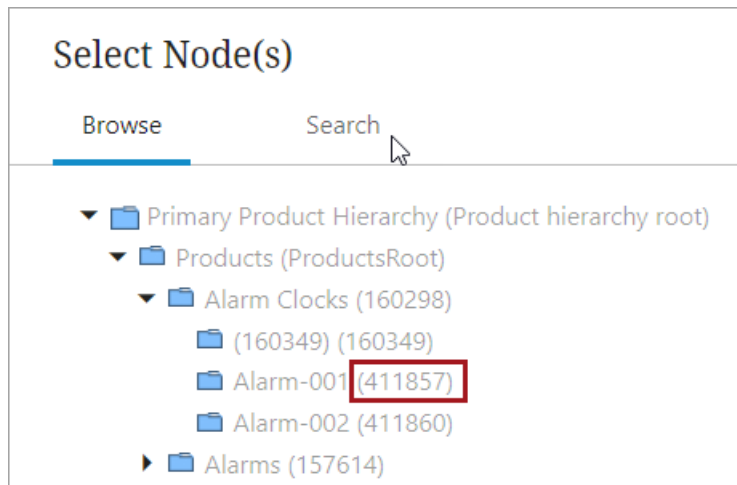 Select Node(s)
Browse Search
Primary Product Hierarchy (Product hierarchy root)
Products (ProductsRoot)
Alarm Clocks (160298)
(160349) (160349)
Alarm-001 (411857)
Alarm-002 (411860)
Alarms (157614)